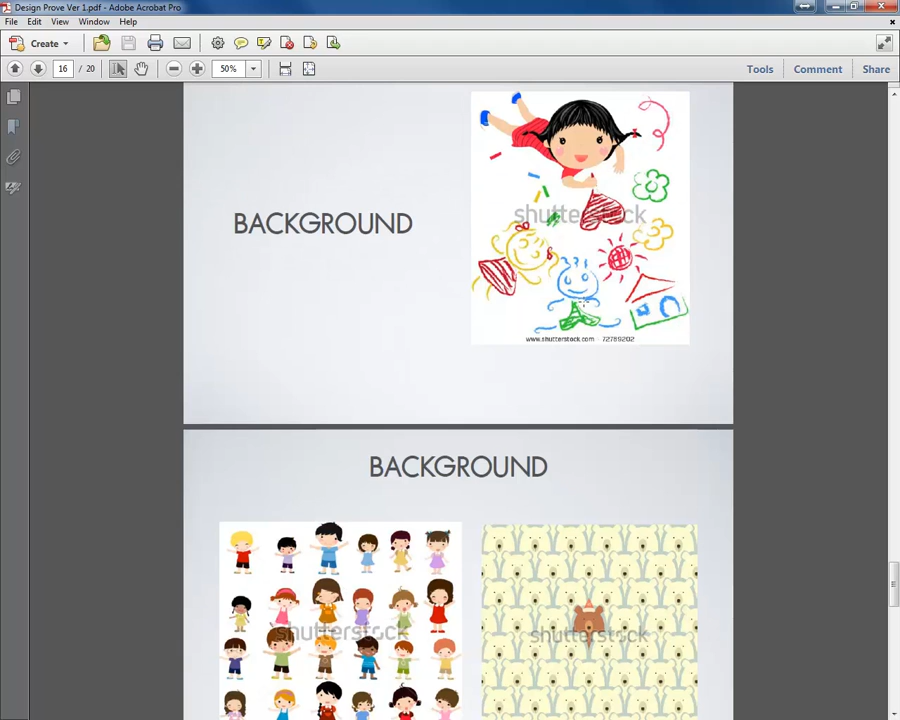 Design Prove Ver 1.pdf - Adobe Acrobat Pro
File Edit View Window Help
Create
16 / 20 50% Tools Comment Share
BACKGROUND
shutterstock
www.shutterstock.com · 72789202
BACKGROUND
shutterstock
shutterstock